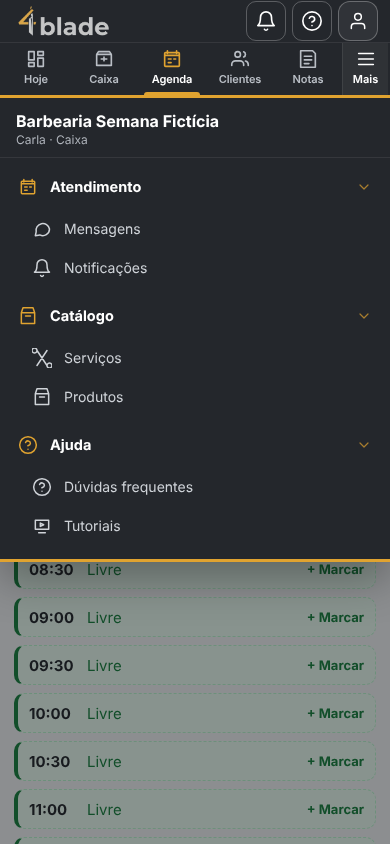 4blade
Hoje
Caixa
Agenda
Clientes
Notas
Mais
Barbearia Semana Fictícia
Carla · Caixa
Atendimento
Mensagens
Notificações
Catálogo
Serviços
Produtos
Ajuda
Dúvidas frequentes
Tutoriais
08:30 Livre + Marcar
09:00 Livre + Marcar
09:30 Livre + Marcar
10:00 Livre + Marcar
10:30 Livre + Marcar
11:00 Livre + Marcar